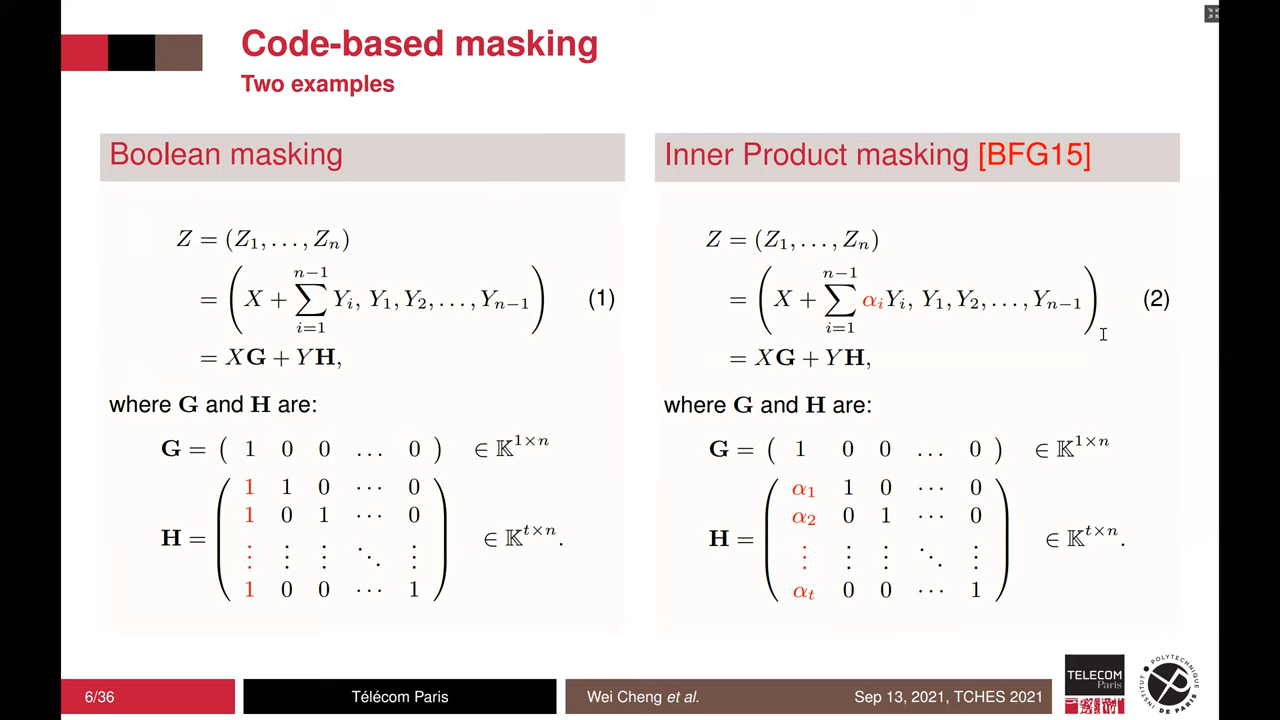 Code-based masking
Two examples
Boolean masking
Z = (Z₁, . . . , Zₙ)
= (X + ∑ᵢ₌₁ⁿ⁻¹ Yᵢ, Y₁, Y₂, . . . , Yₙ₋₁) (1)
= XG + YH,
where G and H are:
G = ( 1 0 0 . . . 0 ) ∈ 𝕂¹ˣⁿ
H = ( 1 1 0 ⋯ 0
1 0 1 ⋯ 0
⋮ ⋮ ⋮ ⋱ ⋮
1 0 0 ⋯ 1 ) ∈ 𝕂ᵗˣⁿ.
Inner Product masking [BFG15]
Z = (Z₁, . . . , Zₙ)
= (X + ∑ᵢ₌₁ⁿ⁻¹ αᵢYᵢ, Y₁, Y₂, . . . , Yₙ₋₁) (2)
= XG + YH,
where G and H are:
G = ( 1 0 0 . . . 0 ) ∈ 𝕂¹ˣⁿ
H = ( α₁ 1 0 ⋯ 0
α₂ 0 1 ⋯ 0
⋮ ⋮ ⋮ ⋱ ⋮
αₜ 0 0 ⋯ 1 ) ∈ 𝕂ᵗˣⁿ.
6/36
Télécom Paris
Wei Cheng et al.
Sep 13, 2021, TCHES 2021
TELECOM
Paris
INSTITUT POLYTECHNIQUE DE PARIS